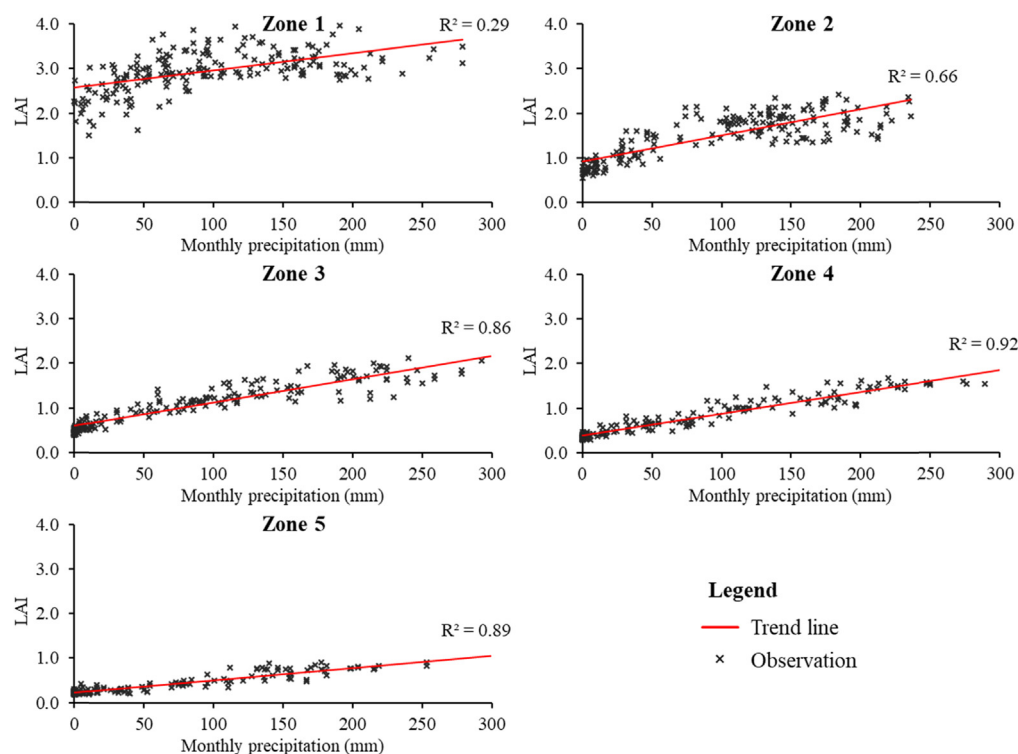 Zone 1
R² = 0.29
4.0
3.0
2.0
1.0
0.0
LAI
0 50 100 150 200 250 300
Monthly precipitation (mm)
Zone 2
R² = 0.66
4.0
3.0
2.0
1.0
0.0
LAI
0 50 100 150 200 250 300
Monthly precipitation (mm)
Zone 3
R² = 0.86
4.0
3.0
2.0
1.0
0.0
LAI
0 50 100 150 200 250 300
Monthly precipitation (mm)
Zone 4
R² = 0.92
4.0
3.0
2.0
1.0
0.0
LAI
0 50 100 150 200 250 300
Monthly precipitation (mm)
Zone 5
R² = 0.89
4.0
3.0
2.0
1.0
0.0
LAI
0 50 100 150 200 250 300
Monthly precipitation (mm)
Legend
Trend line
Observation